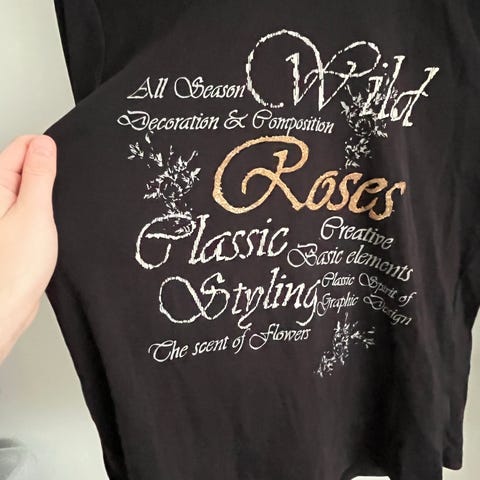 Wild
All Season
Decoration & Composition
Roses
Classic
Creative
Basic elements
Styling
Classic Spirit of
Graphic Design
The scent of Flowers